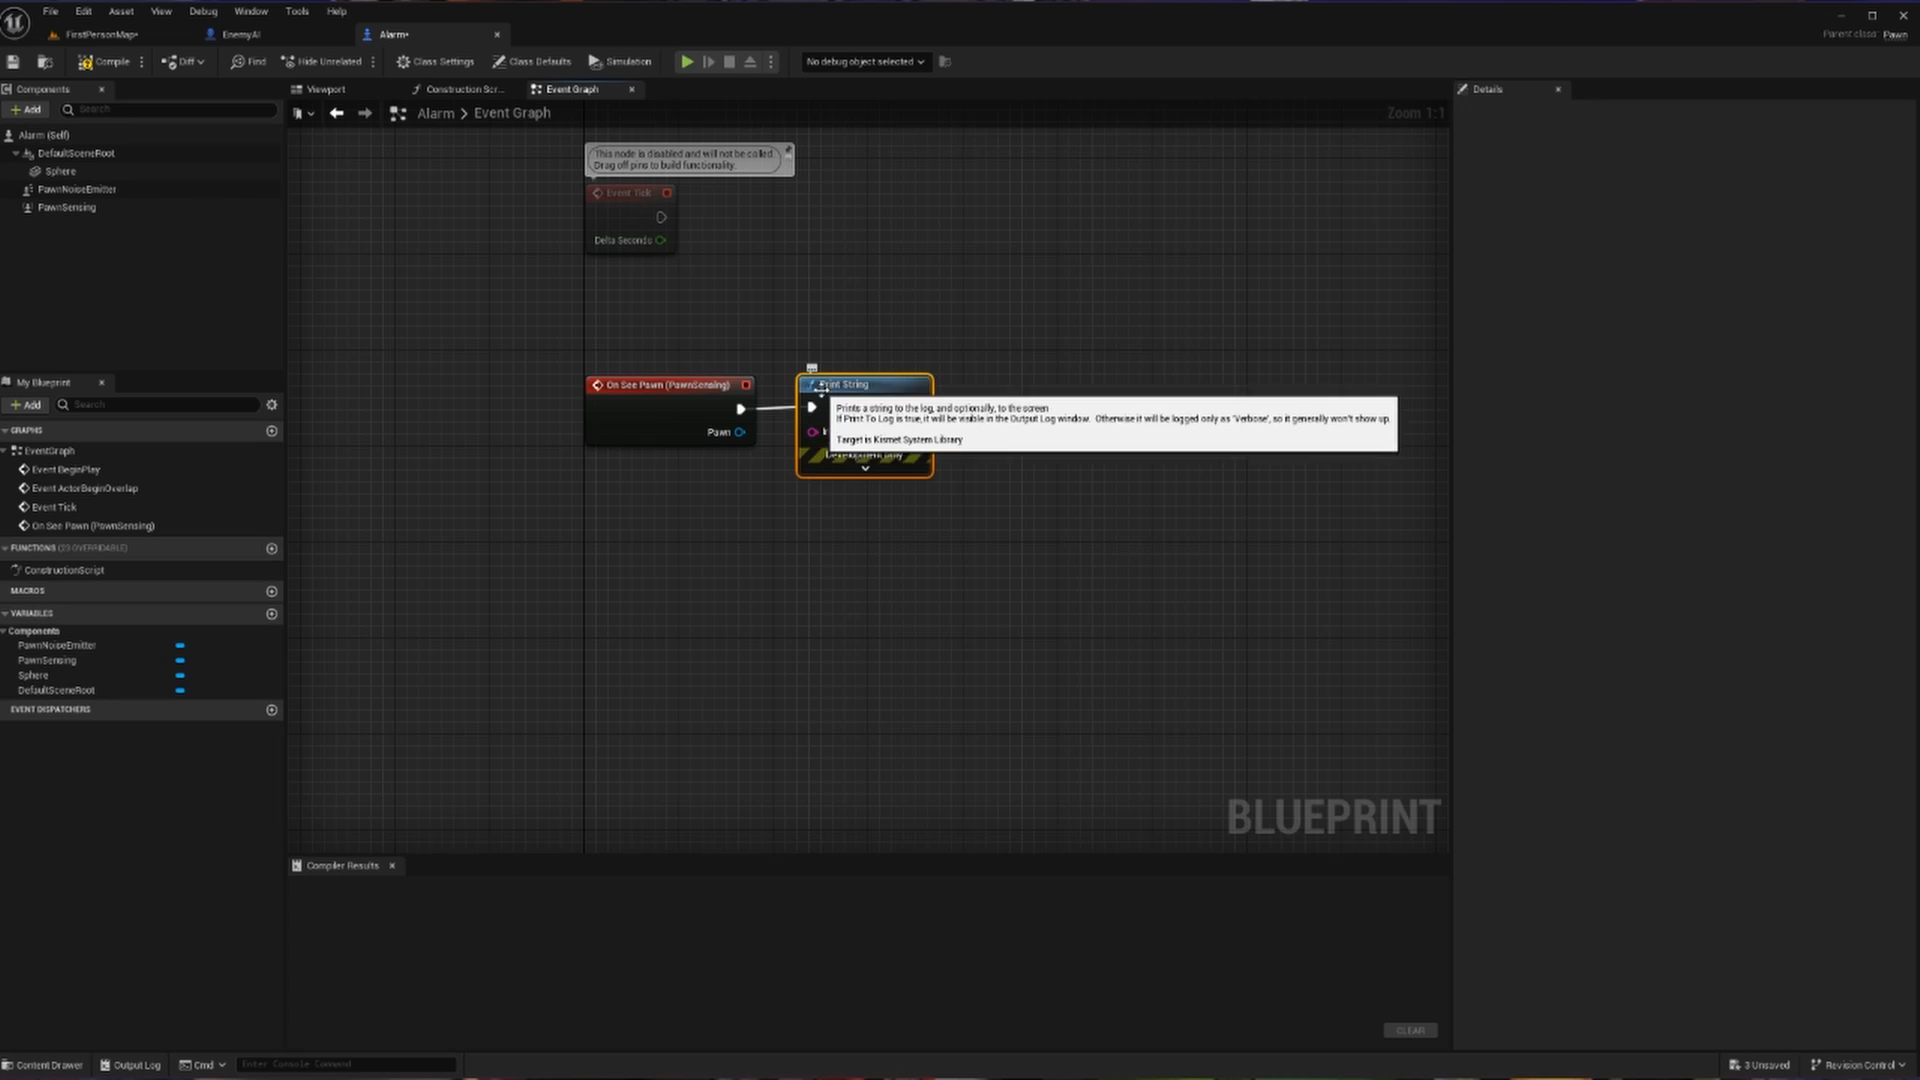 File Edit Asset View Debug Window Tools Help
FirstPersonMap* EnemyAI Alarm*
Parent class: Pawn
Compile Diff Find Hide Unrelated Class Settings Class Defaults Simulation No debug object selected
Components
Add Search
Alarm (Self)
DefaultSceneRoot
Sphere
PawnNoiseEmitter
PawnSensing
My Blueprint
Add Search
GRAPHS
EventGraph
Event BeginPlay
Event ActorBeginOverlap
Event Tick
On See Pawn (PawnSensing)
FUNCTIONS (23 OVERRIDABLE)
ConstructionScript
MACROS
VARIABLES
Components
PawnNoiseEmitter
PawnSensing
Sphere
DefaultSceneRoot
EVENT DISPATCHERS
Viewport Construction Scr... Event Graph
Alarm > Event Graph
Zoom 1:1
This node is disabled and will not be called.
Drag off pins to build functionality.
Event Tick
Delta Seconds
On See Pawn (PawnSensing)
Pawn
Print String
Prints a string to the log, and optionally, to the screen
If Print To Log is true, it will be visible in the Output Log window. Otherwise it will be logged only as 'Verbose', so it generally won't show up.
Target is Kismet System Library
Development Only
BLUEPRINT
Compiler Results
CLEAR
Details
Content Drawer Output Log Cmd Enter Console Command
3 Unsaved Revision Control